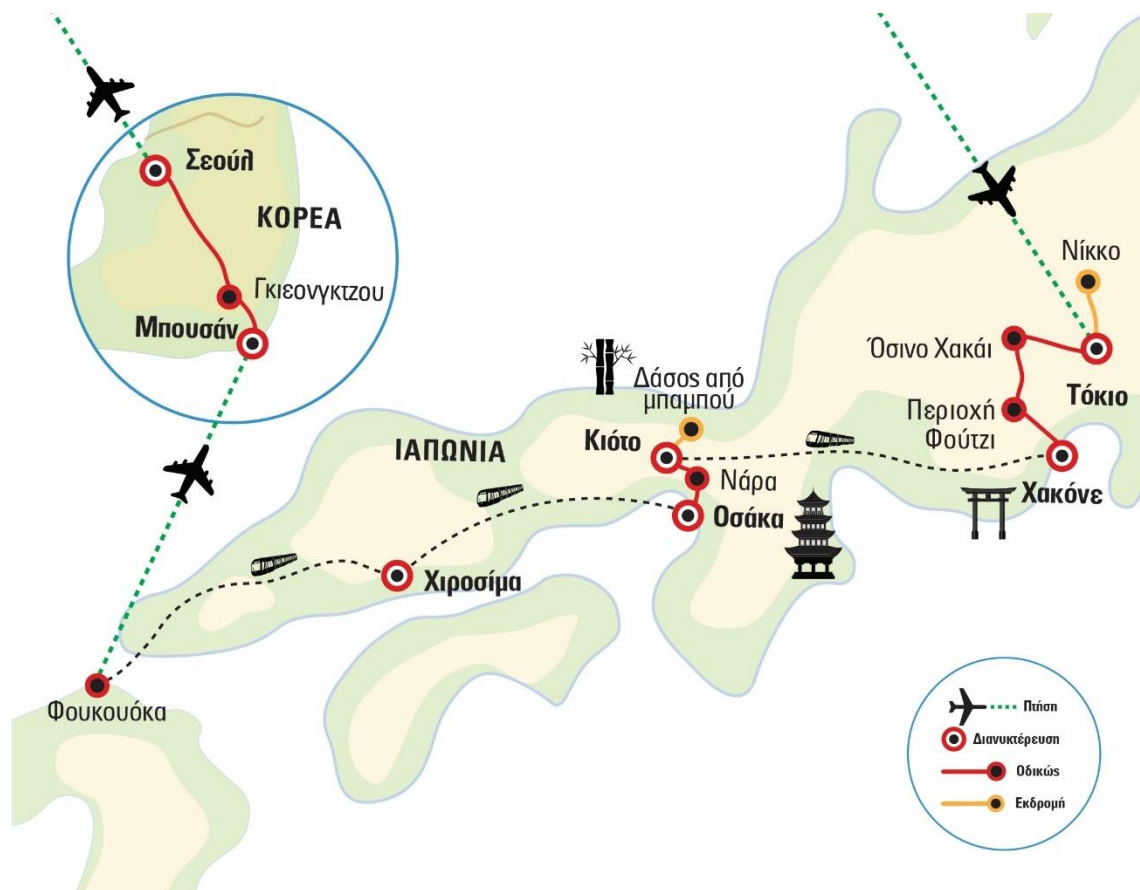 Σεούλ
ΚΟΡΕΑ
Γκιεονγκτζου
Μπουσάν
Νίκκο
Όσινο Χακάι
Τόκιο
Περιοχή
Φούτζι
Χακόνε
Δάσος από
μπαμπού
Κιότο
ΙΑΠΩΝΙΑ
Νάρα
Οσάκα
Χιροσίμα
Φουκουόκα
Πτήση
Διανυκτέρευση
Οδικώς
Εκδρομή